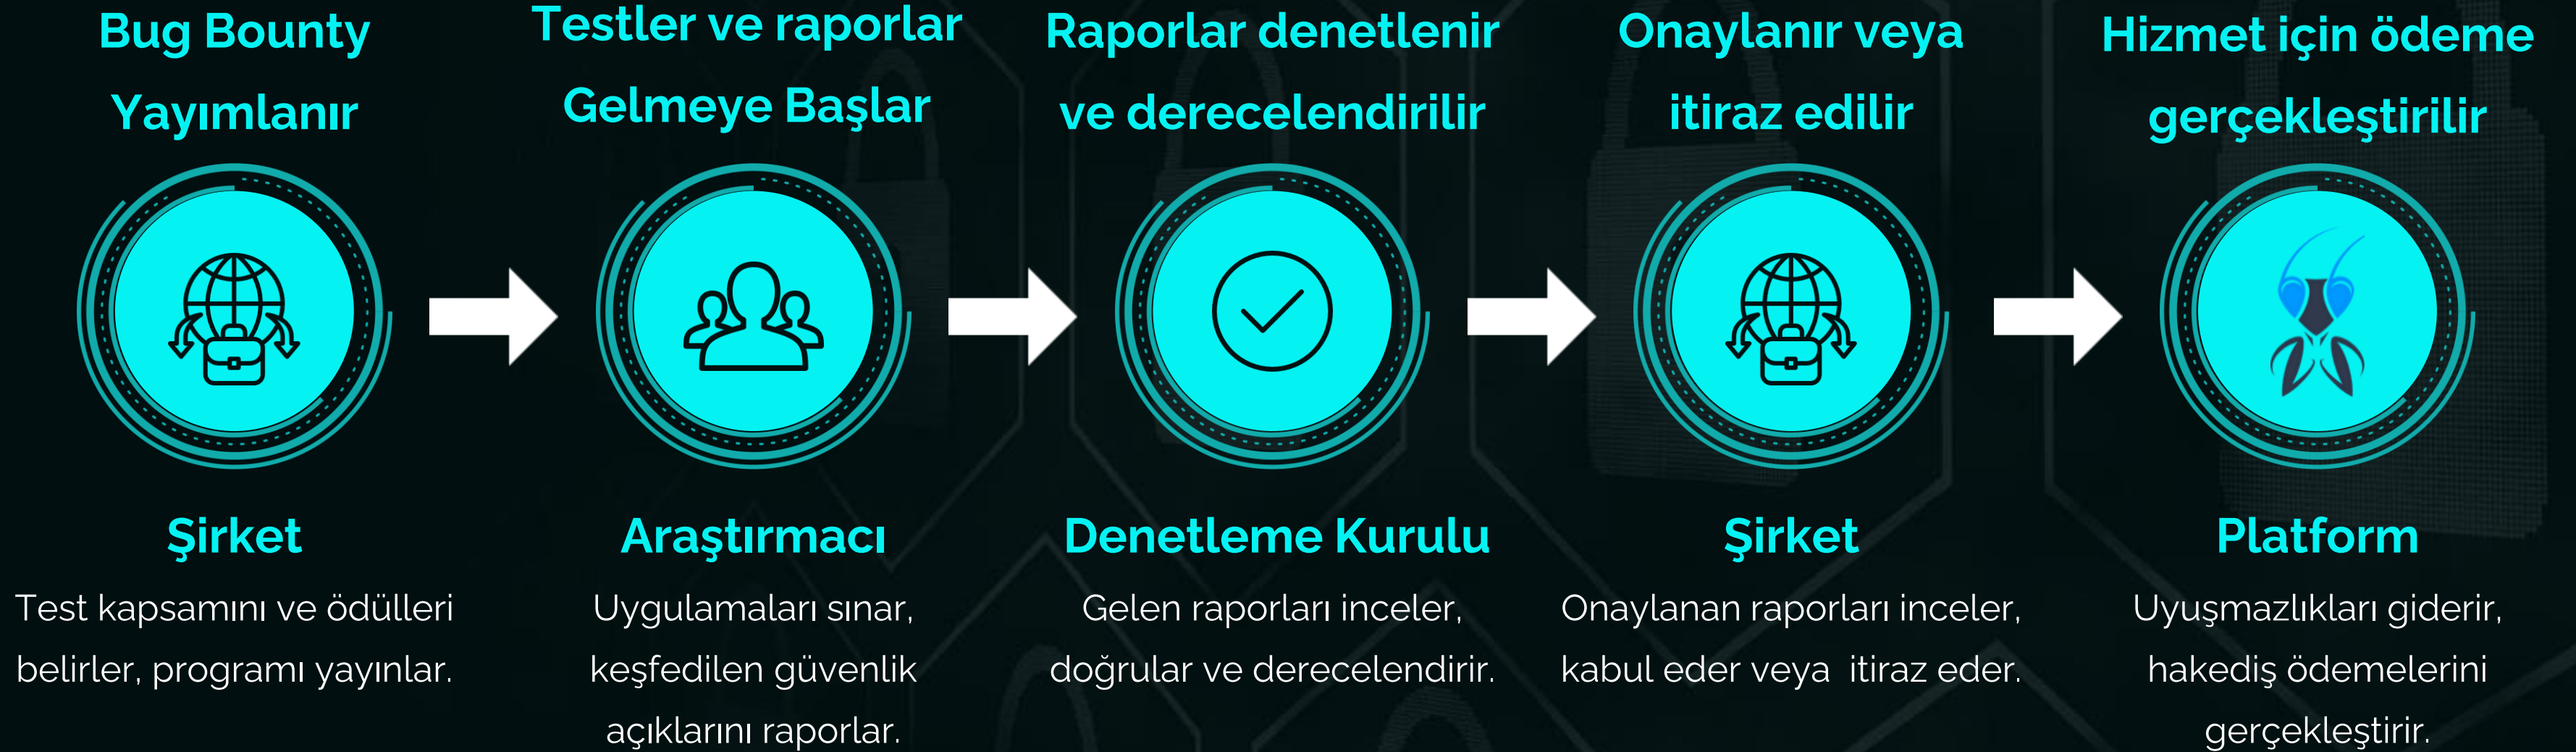 Bug Bounty
Yayımlanır
Testler ve raporlar
Gelmeye Başlar
Raporlar denetlenir
ve derecelendirilir
Onaylanır veya
itiraz edilir
Hizmet için ödeme
gerçekleştirilir
Şirket
Test kapsamını ve ödülleri
belirler, programı yayınlar.
Araştırmacı
Uygulamaları sınar,
keşfedilen güvenlik
açıklarını raporlar.
Denetleme Kurulu
Gelen raporları inceler,
doğrular ve derecelendirir.
Şirket
Onaylanan raporları inceler,
kabul eder veya  itiraz eder.
Platform
Uyuşmazlıkları giderir,
hakediş ödemelerini
gerçekleştirir.